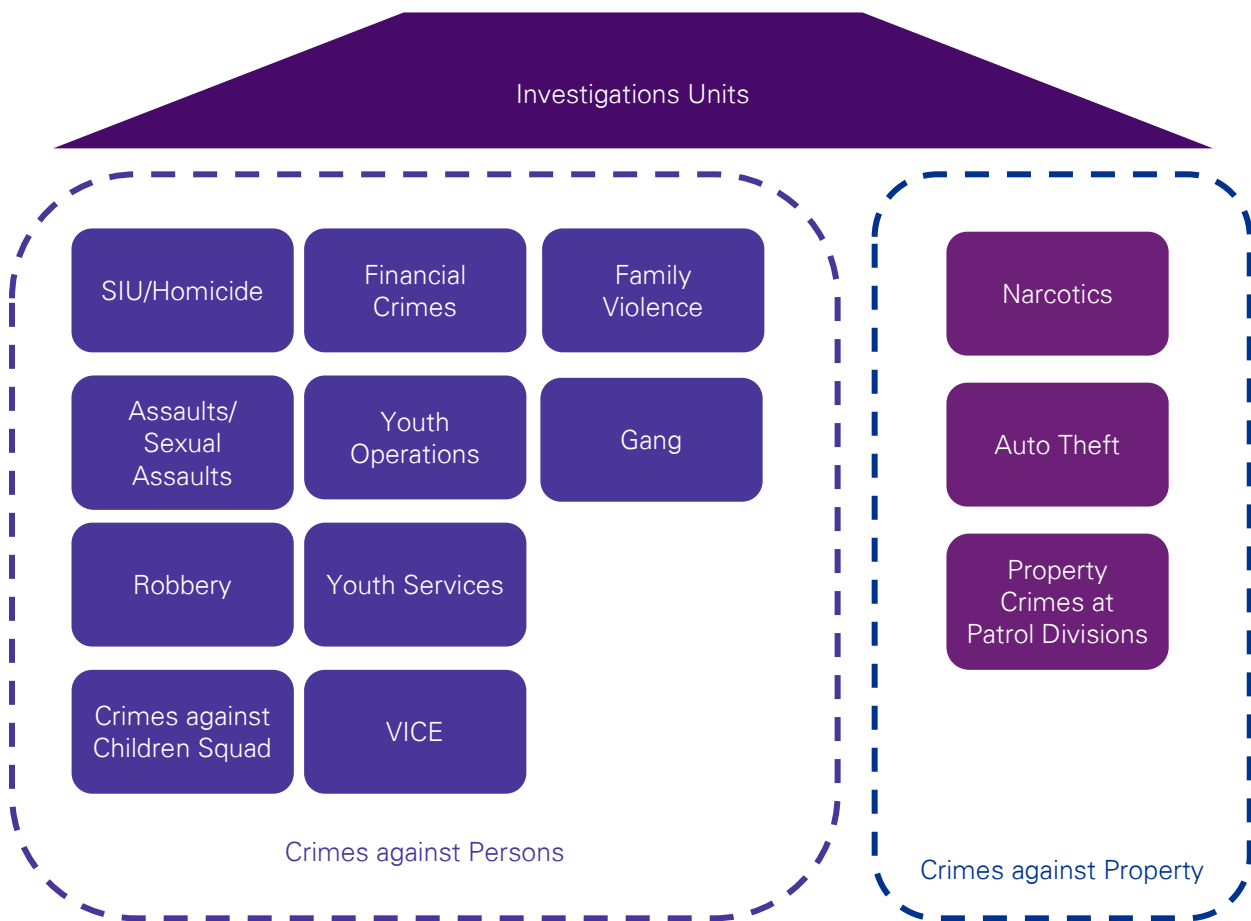 Investigations Units
SIU/Homicide
Financial
Crimes
Family
Violence
Assaults/
Sexual
Assaults
Youth
Operations
Gang
Robbery
Youth Services
Crimes against
Children Squad
VICE
Crimes against Persons
Narcotics
Auto Theft
Property
Crimes at
Patrol Divisions
Crimes against Property